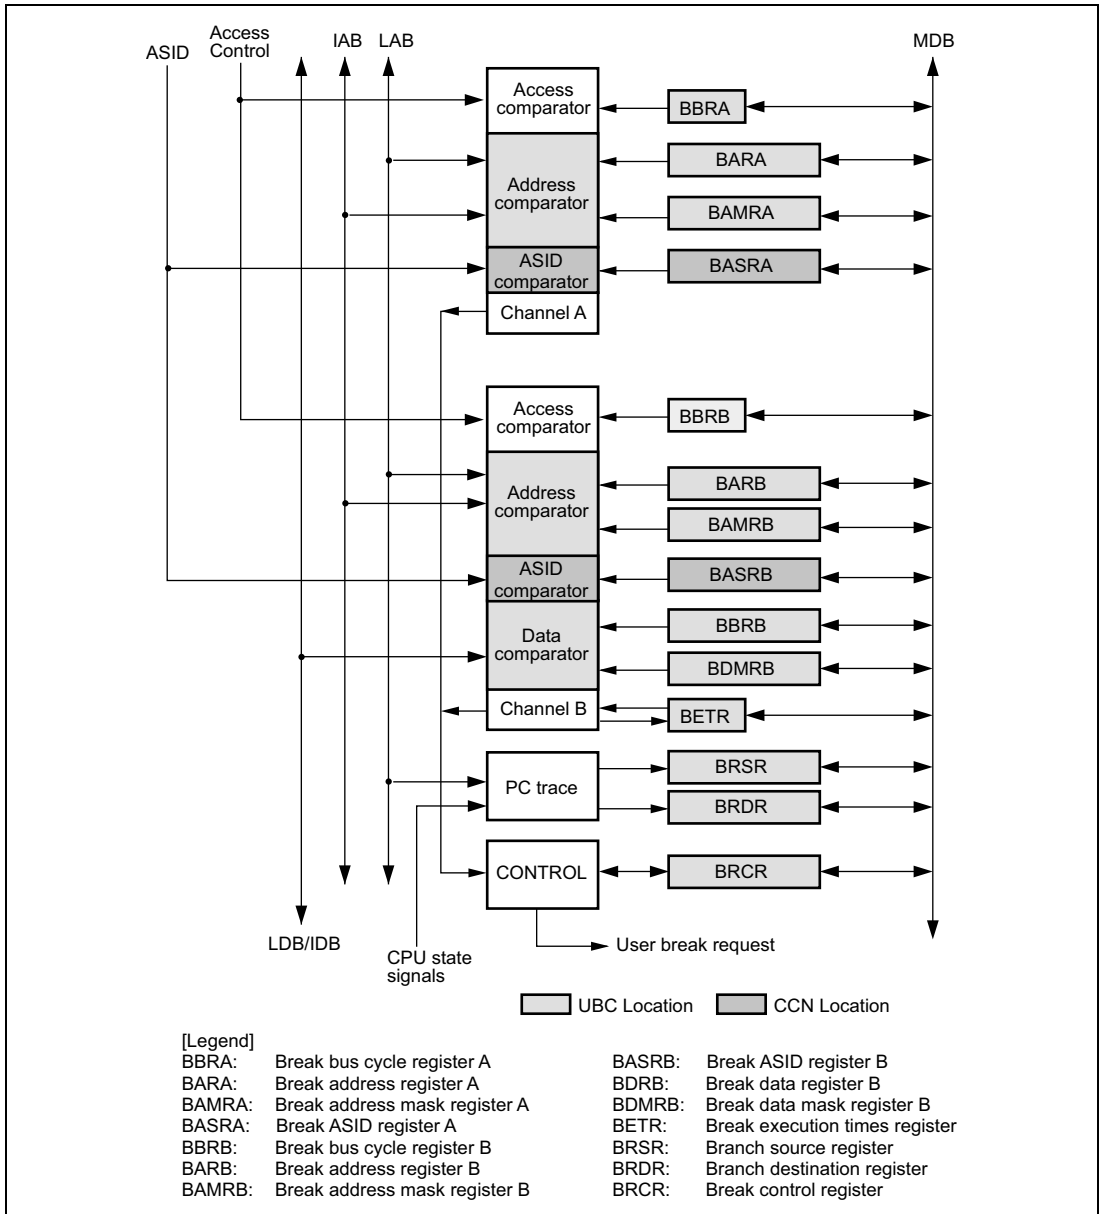 Access
Control
ASID
IAB
LAB
MDB
Access
comparator
BBRA
Address
comparator
BARA
BAMRA
ASID
comparator
BASRA
Channel A
Access
comparator
BBRB
Address
comparator
BARB
BAMRB
ASID
comparator
BASRB
Data
comparator
BBRB
BDMRB
Channel B
BETR
PC trace
BRSR
BRDR
CONTROL
BRCR
LDB/IDB
CPU state
signals
User break request
UBC Location
CCN Location
[Legend]
BBRA: Break bus cycle register A
BARA: Break address register A
BAMRA: Break address mask register A
BASRA: Break ASID register A
BBRB: Break bus cycle register B
BARB: Break address register B
BAMRB: Break address mask register B
BASRB: Break ASID register B
BDRB: Break data register B
BDMRB: Break data mask register B
BETR: Break execution times register
BRSR: Branch source register
BRDR: Branch destination register
BRCR: Break control register